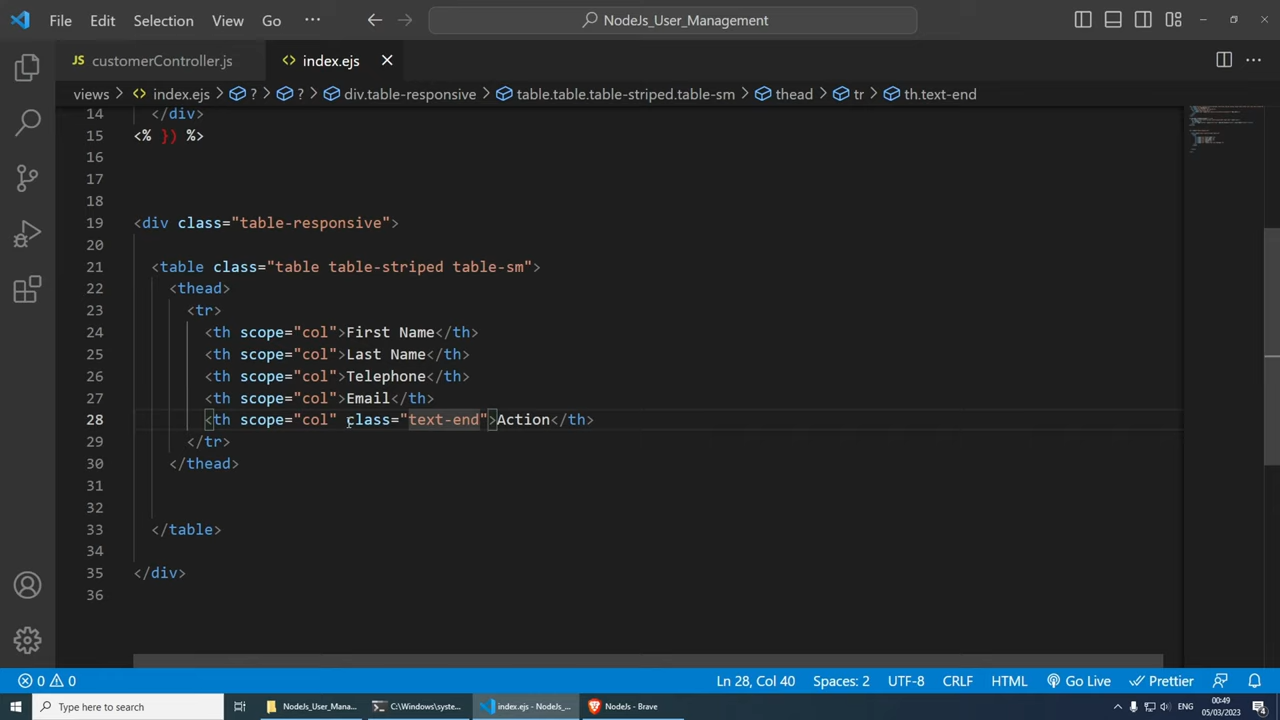 File Edit Selection View Go ··· NodeJs_User_Management
JS customerController.js index.ejs
views > index.ejs > ? > ? > div.table-responsive > table.table.table-striped.table-sm > thead > tr > th.text-end
14 </div>
15 <% }) %>
16
17
18
19 <div class="table-responsive">
20
21 <table class="table table-striped table-sm">
22 <thead>
23 <tr>
24 <th scope="col">First Name</th>
25 <th scope="col">Last Name</th>
26 <th scope="col">Telephone</th>
27 <th scope="col">Email</th>
28 <th scope="col" class="text-end">Action</th>
29 </tr>
30 </thead>
31
32
33 </table>
34
35 </div>
36
0 0 Ln 28, Col 40 Spaces: 2 UTF-8 CRLF HTML Go Live Prettier
Type here to search NodeJs_User_Mana... C:\Windows\syste... index.ejs - NodeJs_... NodeJs - Brave 00:49
05/03/2023 4